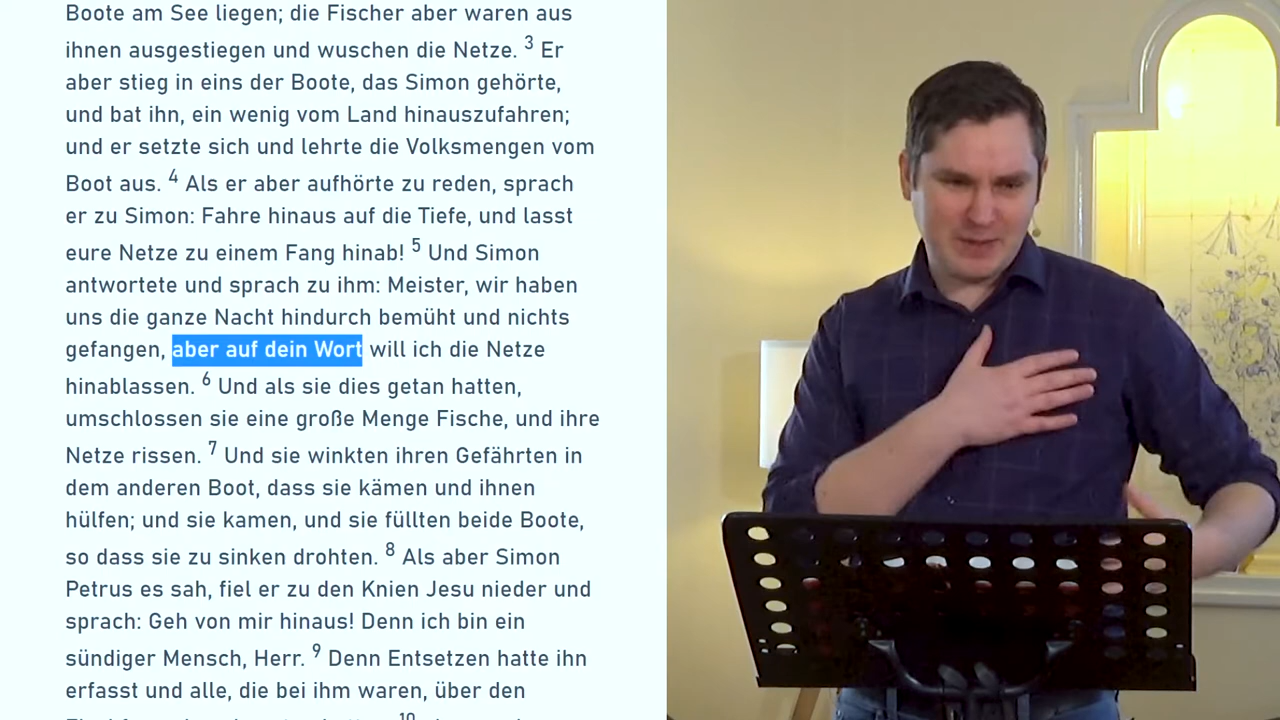 Boote am See liegen; die Fischer aber waren aus
ihnen ausgestiegen und wuschen die Netze. 3 Er
aber stieg in eins der Boote, das Simon gehörte,
und bat ihn, ein wenig vom Land hinauszufahren;
und er setzte sich und lehrte die Volksmengen vom
Boot aus. 4 Als er aber aufhörte zu reden, sprach
er zu Simon: Fahre hinaus auf die Tiefe, und lasst
eure Netze zu einem Fang hinab! 5 Und Simon
antwortete und sprach zu ihm: Meister, wir haben
uns die ganze Nacht hindurch bemüht und nichts
gefangen, aber auf dein Wort will ich die Netze
hinablassen. 6 Und als sie dies getan hatten,
umschlossen sie eine große Menge Fische, und ihre
Netze rissen. 7 Und sie winkten ihren Gefährten in
dem anderen Boot, dass sie kämen und ihnen
hülfen; und sie kamen, und sie füllten beide Boote,
so dass sie zu sinken drohten. 8 Als aber Simon
Petrus es sah, fiel er zu den Knien Jesu nieder und
sprach: Geh von mir hinaus! Denn ich bin ein
sündiger Mensch, Herr. 9 Denn Entsetzen hatte ihn
erfasst und alle, die bei ihm waren, über den
10